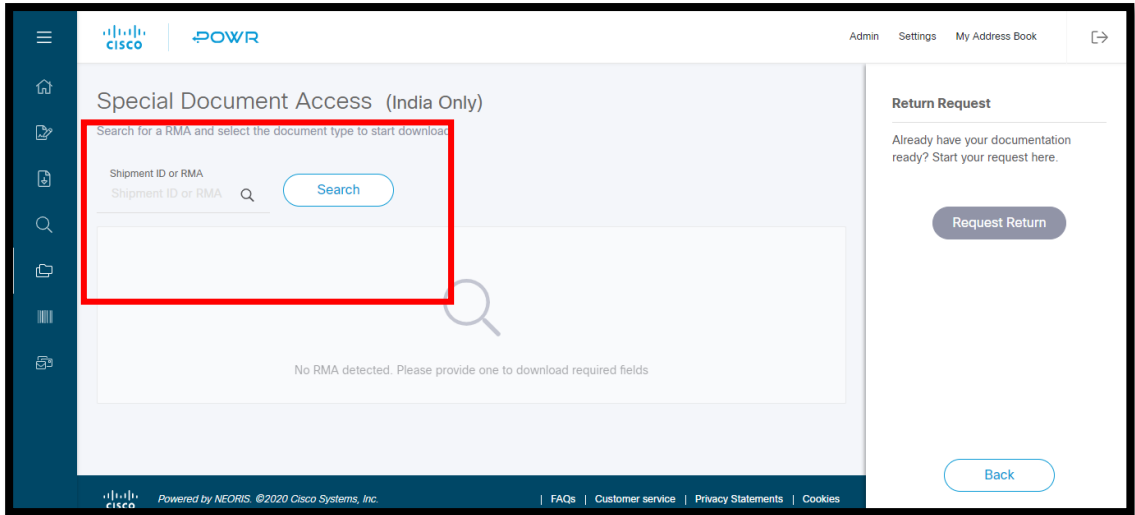 CISCO
POWR
Admin Settings My Address Book
Special Document Access (India Only)
Search for a RMA and select the document type to start download
Shipment ID or RMA
Shipment ID or RMA
Search
No RMA detected. Please provide one to download required fields
Return Request
Already have your documentation
ready? Start your request here.
Request Return
Back
CISCO
Powered by NEORIS. ©2020 Cisco Systems, Inc.
| FAQs | Customer service | Privacy Statements | Cookies